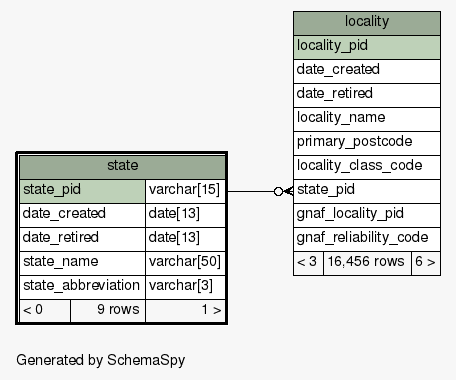 locality
locality_pid
date_created
date_retired
locality_name
primary_postcode
locality_class_code
state_pid
gnaf_locality_pid
gnaf_reliability_code
< 3 16,456 rows 6 >
state
state_pid varchar[15]
date_created date[13]
date_retired date[13]
state_name varchar[50]
state_abbreviation varchar[3]
< 0 9 rows 1 >
Generated by SchemaSpy